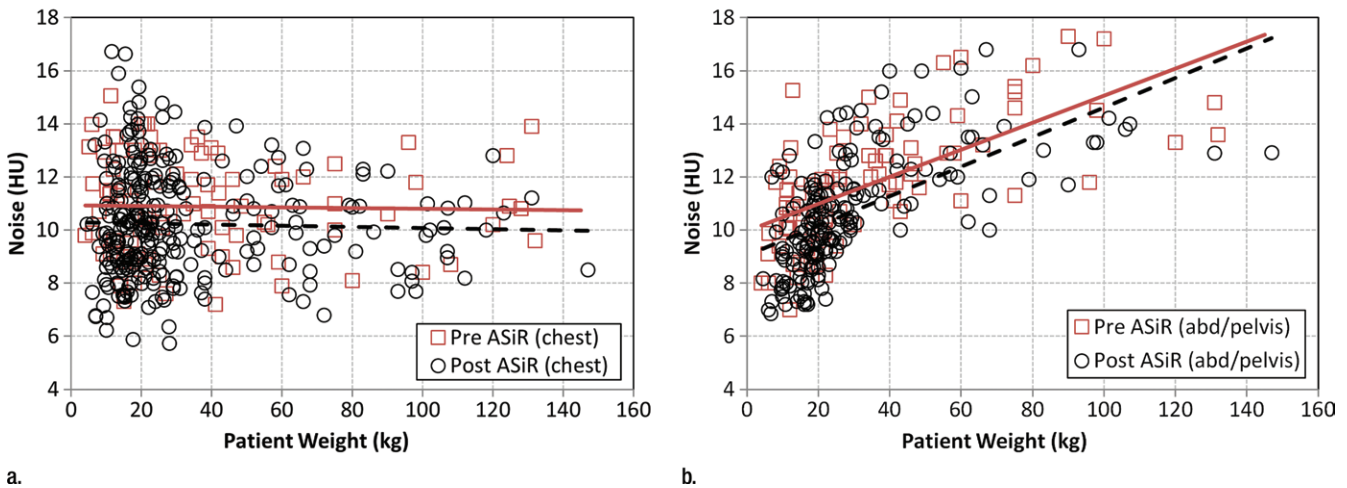 18
16
14
12
10
8
6
4
Noise (HU)
0 20 40 60 80 100 120 140 160
Patient Weight (kg)
Pre ASiR (chest)
Post ASiR (chest)
a.
18
16
14
12
10
8
6
4
Noise (HU)
0 20 40 60 80 100 120 140 160
Patient Weight (kg)
Pre ASiR (abd/pelvis)
Post ASiR (abd/pelvis)
b.